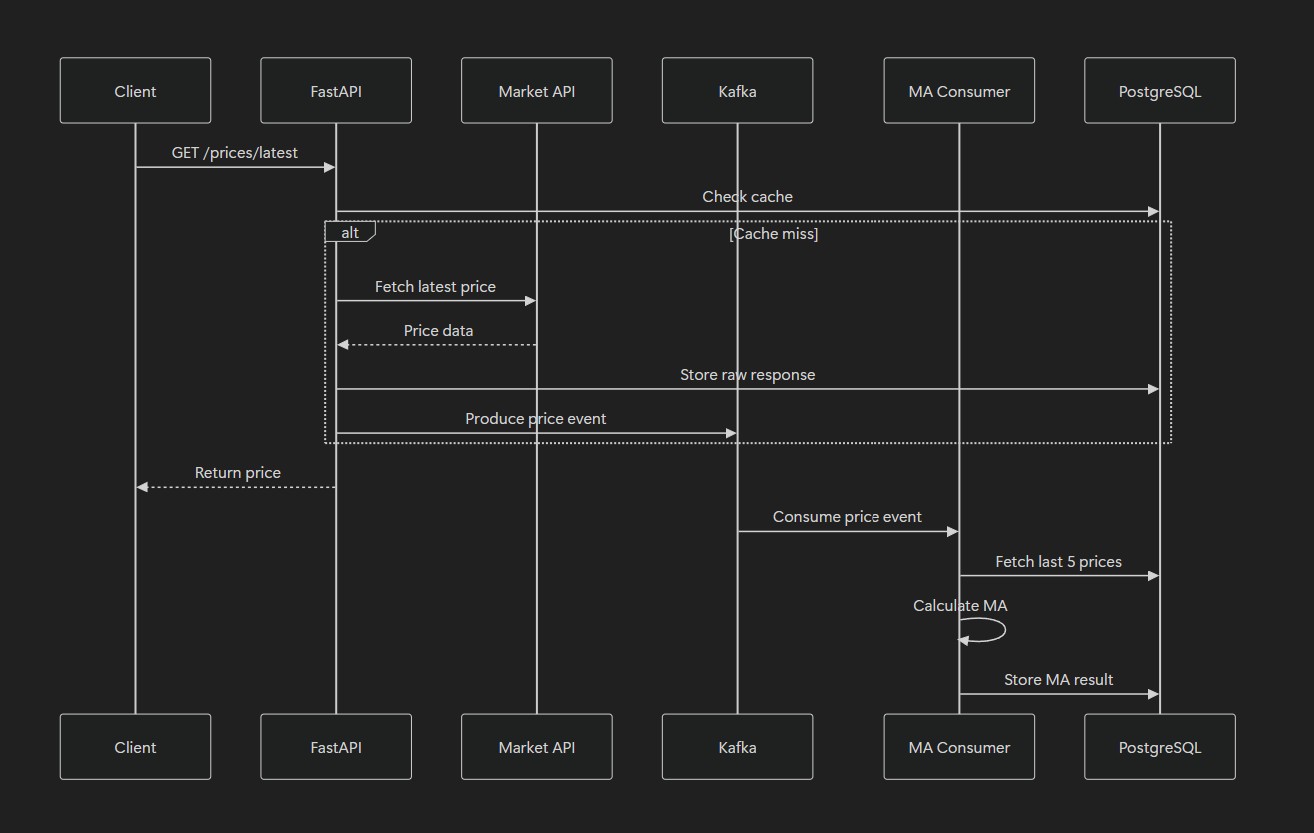 Client
FastAPI
Market API
Kafka
MA Consumer
PostgreSQL
GET /prices/latest
Check cache
alt
[Cache miss]
Fetch latest price
Price data
Store raw response
Produce price event
Return price
Consume price event
Fetch last 5 prices
Calculate MA
Store MA result
Client
FastAPI
Market API
Kafka
MA Consumer
PostgreSQL